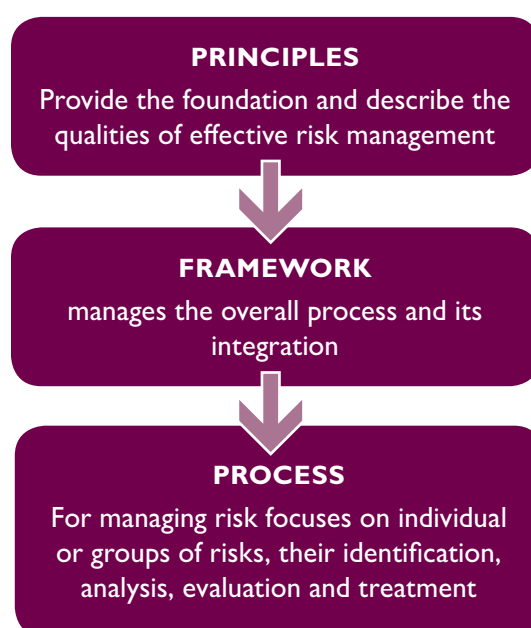 PRINCIPLES
Provide the foundation and describe the
qualities of effective risk management
FRAMEWORK
manages the overall process and its
integration
PROCESS
For managing risk focuses on individual
or groups of risks, their identification,
analysis, evaluation and treatment